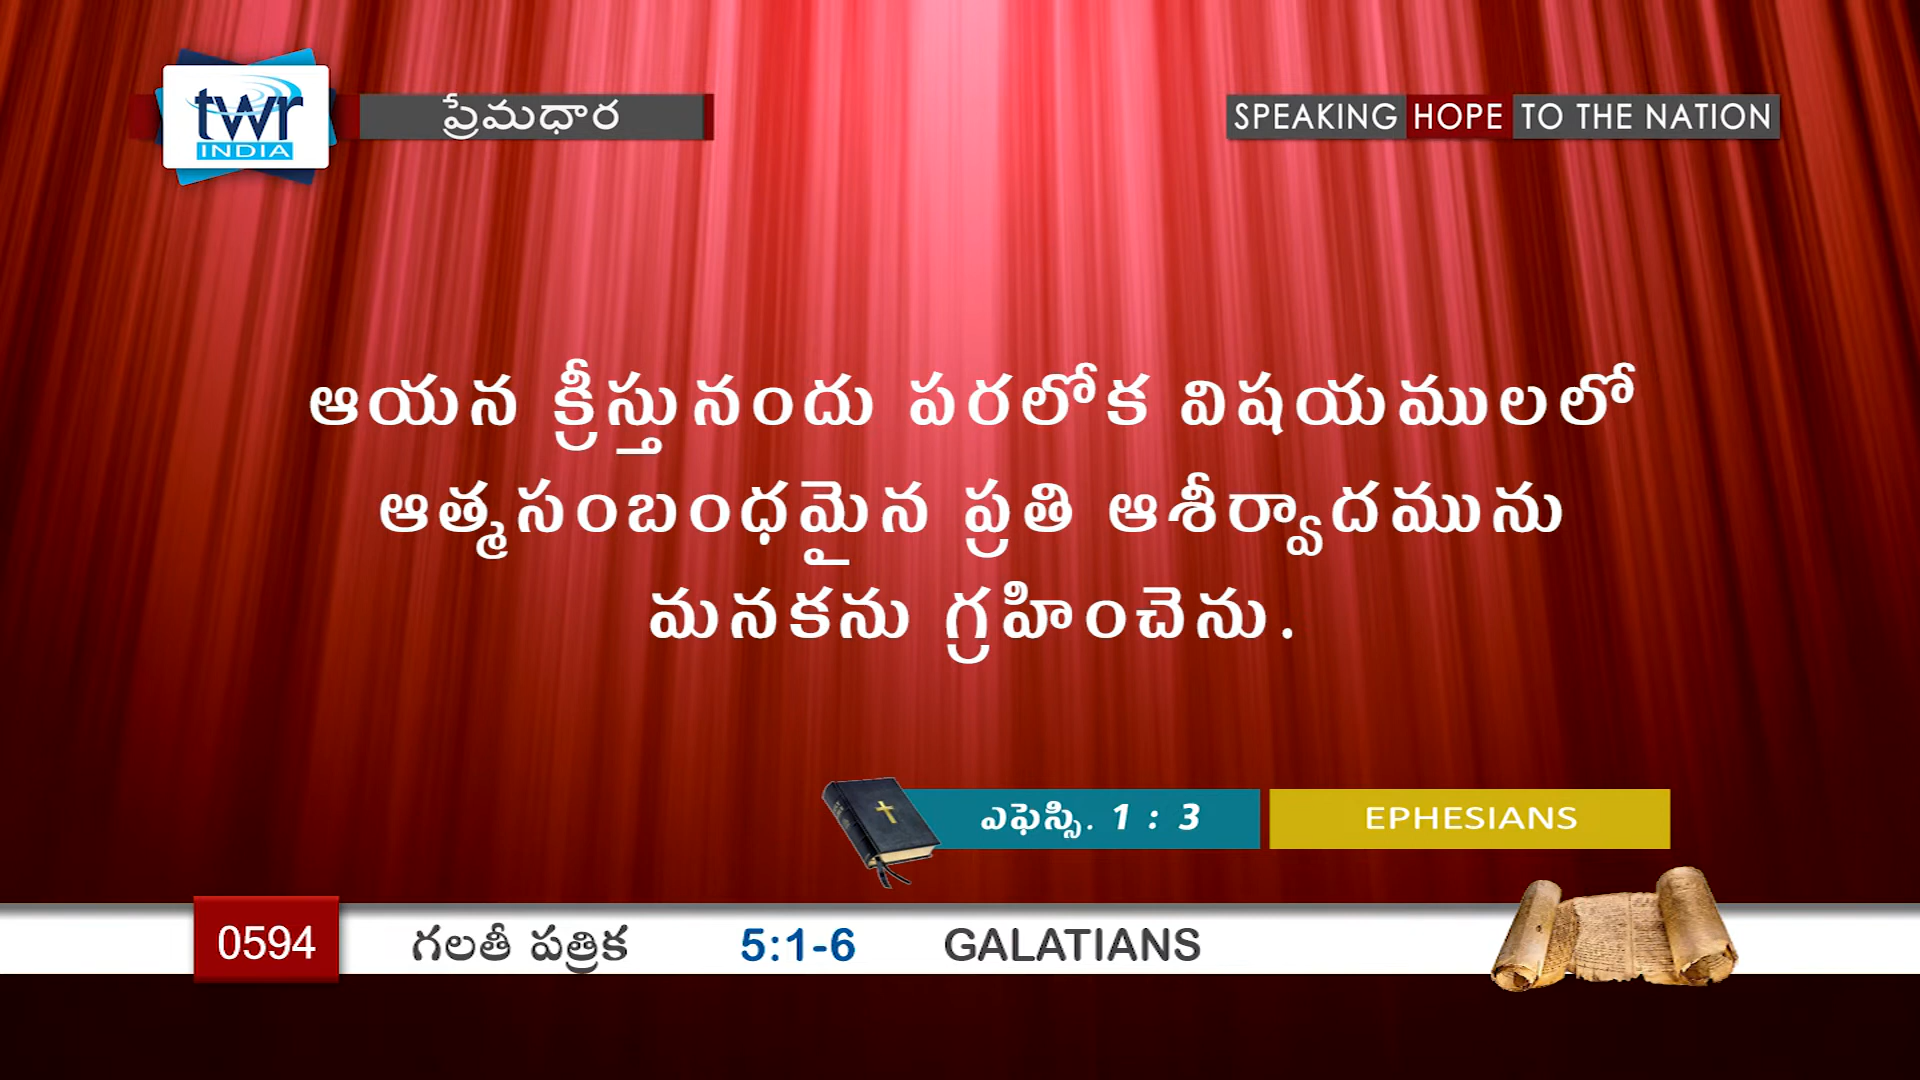 twr
INDIA
ప్రేమధార
SPEAKING HOPE TO THE NATION
ఆయన క్రీస్తునందు పరలోక విషయములలో
ఆత్మసంబంధమైన ప్రతి ఆశీర్వాదమును
మనకను గ్రహించెను.
ఎఫెస్సి. 1 : 3
EPHESIANS
0594
గలతీ పత్రిక
5:1-6
GALATIANS